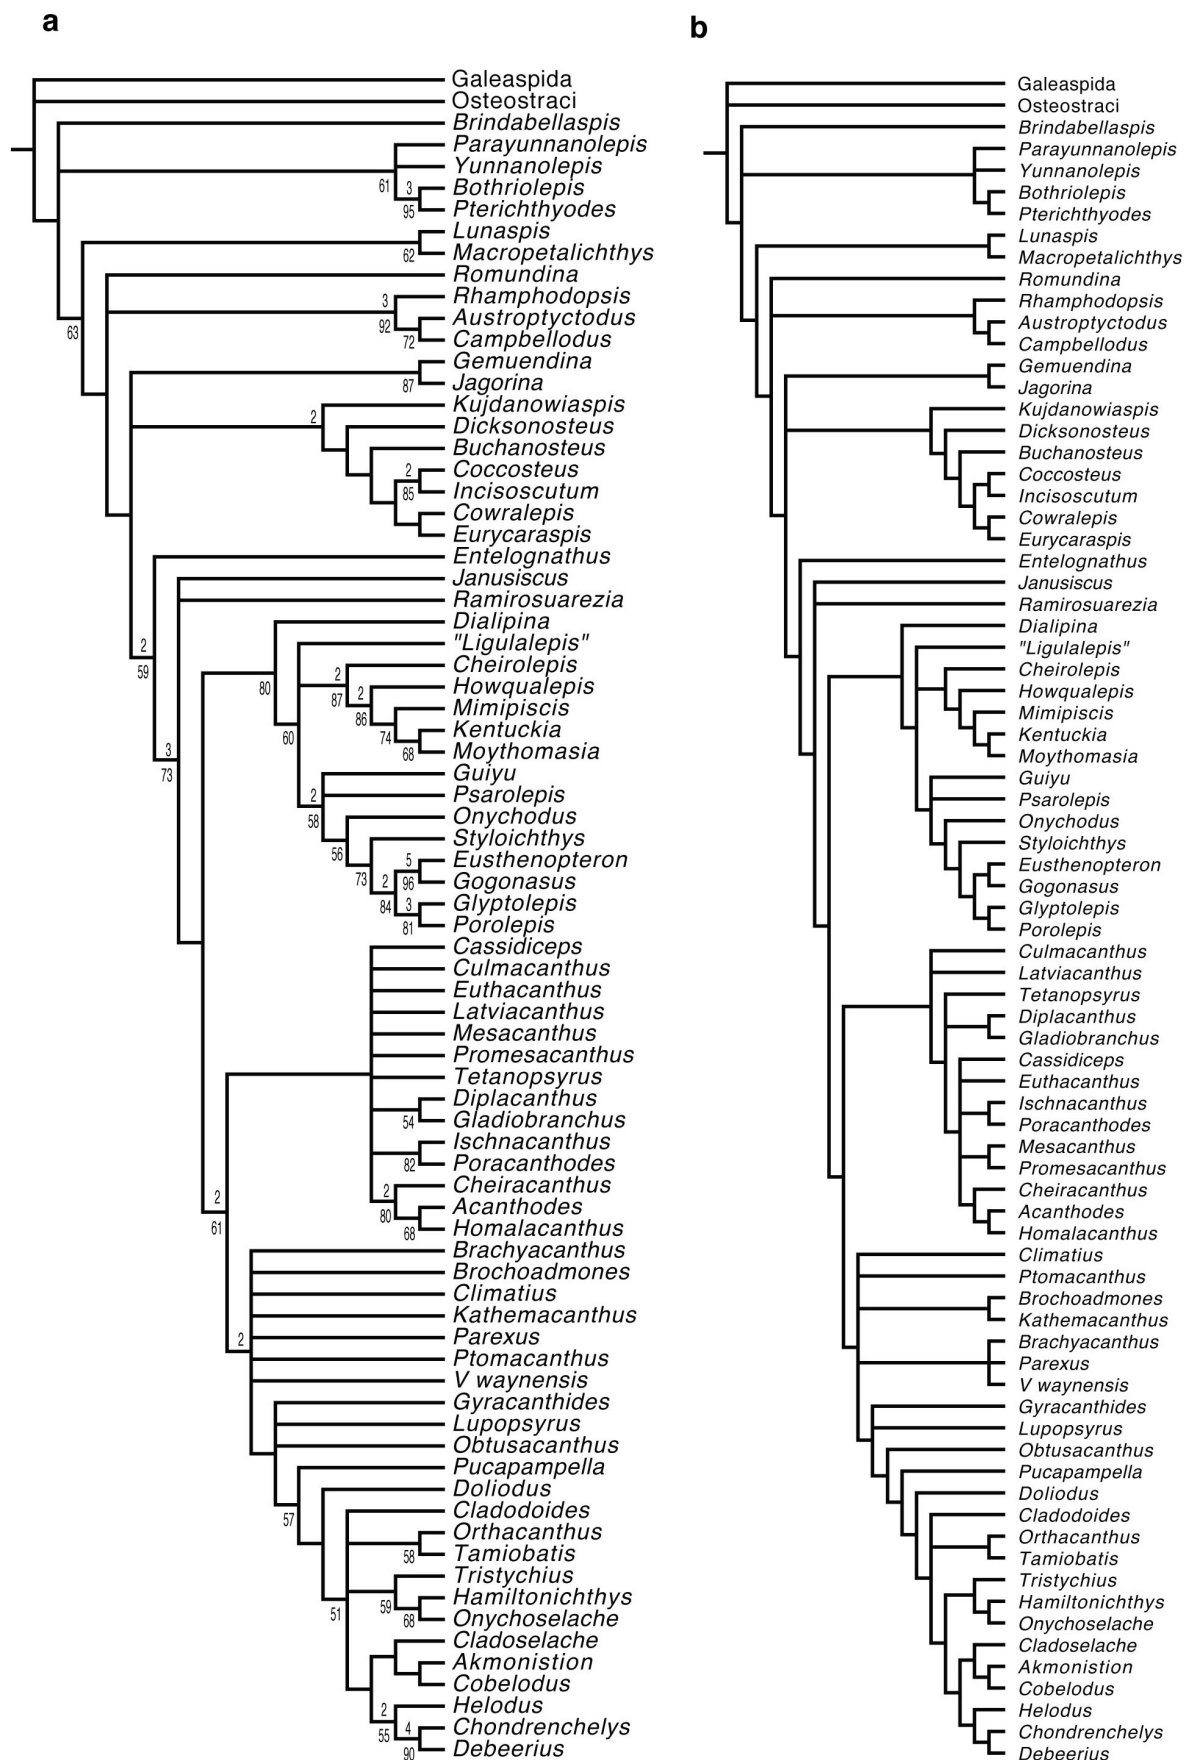 a
Galeaspida
Osteostraci
Brindabellaspis
Parayunnanolepis
Yunnanolepis
61 3 Bothriolepis
95 Pterichthyodes
Lunaspis
62 Macropetalichthys
Romundina
3 Rhamphodopsis
92 Austroptyctodus
63 72 Campbellodus
Gemuendina
87 Jagorina
2 Kujdanowiaspis
Dicksonosteus
Buchanosteus
2 Coccosteus
85 Incisoscutum
Cowralepis
Eurycaraspis
Entelognathus
Janusiscus
Ramirosuarezia
Dialipina
2 "Ligulalepis"
59 2 Cheirolepis
80 87 2 Howqualepis
86 Mimipiscis
60 74 Kentuckia
3 68 Moythomasia
73 Guiyu
2 Psarolepis
58 Onychodus
56 Styloichthys
5 Eusthenopteron
73 2 96 Gogonasus
84 3 Glyptolepis
81 Porolepis
Cassidiceps
Culmacanthus
Euthacanthus
Latviacanthus
Mesacanthus
Promesacanthus
Tetanopsyrus
Diplacanthus
54 Gladiobranchus
Ischnacanthus
82 Poracanthodes
2 Cheiracanthus
2 80 Acanthodes
61 68 Homalacanthus
Brachyacanthus
Brochoadmones
Climatius
Kathemacanthus
2 Parexus
Ptomacanthus
V waynensis
Gyracanthides
Lupopsyrus
Obtusacanthus
Pucapampella
Doliodus
57 Cladodoides
Orthacanthus
58 Tamiobatis
Tristychius
59 Hamiltonichthys
51 68 Onychoselache
Cladoselache
Akmonistion
Cobelodus
2 Helodus
55 4 Chondrenchelys
90 Debeerius
b
Galeaspida
Osteostraci
Brindabellaspis
Parayunnanolepis
Yunnanolepis
Bothriolepis
Pterichthyodes
Lunaspis
Macropetalichthys
Romundina
Rhamphodopsis
Austroptyctodus
Campbellodus
Gemuendina
Jagorina
Kujdanowiaspis
Dicksonosteus
Buchanosteus
Coccosteus
Incisoscutum
Cowralepis
Eurycaraspis
Entelognathus
Janusiscus
Ramirosuarezia
Dialipina
"Ligulalepis"
Cheirolepis
Howqualepis
Mimipiscis
Kentuckia
Moythomasia
Guiyu
Psarolepis
Onychodus
Styloichthys
Eusthenopteron
Gogonasus
Glyptolepis
Porolepis
Culmacanthus
Latviacanthus
Tetanopsyrus
Diplacanthus
Gladiobranchus
Cassidiceps
Euthacanthus
Ischnacanthus
Poracanthodes
Mesacanthus
Promesacanthus
Cheiracanthus
Acanthodes
Homalacanthus
Climatius
Ptomacanthus
Brochoadmones
Kathemacanthus
Brachyacanthus
Parexus
V waynensis
Gyracanthides
Lupopsyrus
Obtusacanthus
Pucapampella
Doliodus
Cladodoides
Orthacanthus
Tamiobatis
Tristychius
Hamiltonichthys
Onychoselache
Cladoselache
Akmonistion
Cobelodus
Helodus
Chondrenchelys
Debeerius